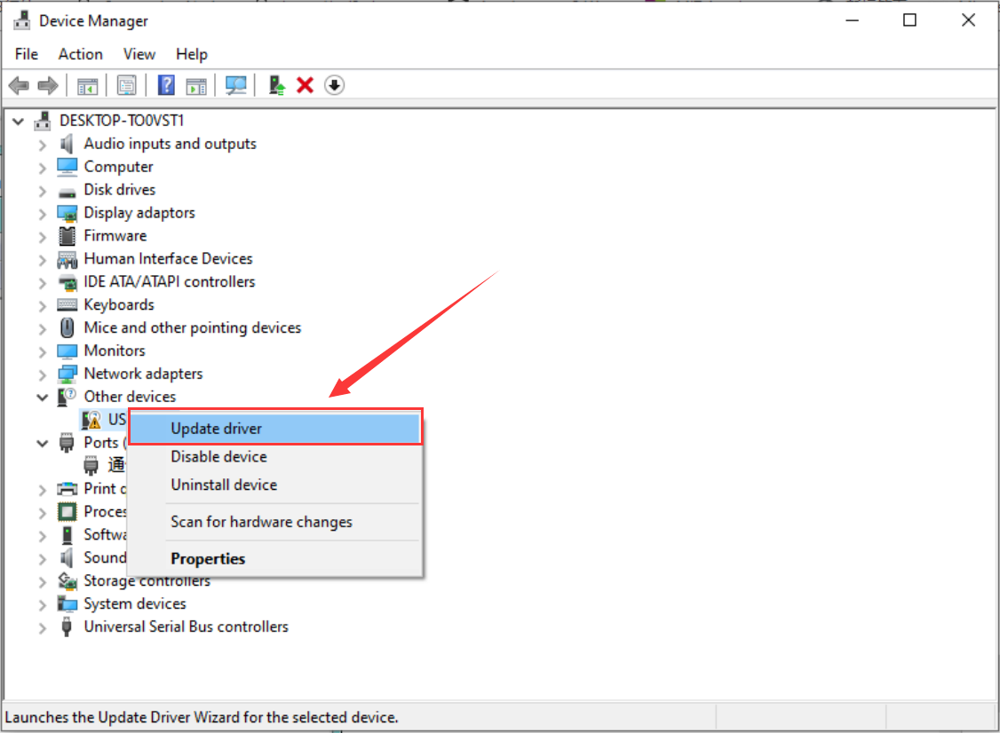 Device Manager
File Action View Help
DESKTOP-TO0VST1
Audio inputs and outputs
Computer
Disk drives
Display adaptors
Firmware
Human Interface Devices
IDE ATA/ATAPI controllers
Keyboards
Mice and other pointing devices
Monitors
Network adapters
Other devices
US
Update driver
Ports (
Disable device
通
Uninstall device
Print d
Proces
Scan for hardware changes
Softwa
Sound
Properties
Storage controllers
System devices
Universal Serial Bus controllers
Launches the Update Driver Wizard for the selected device.